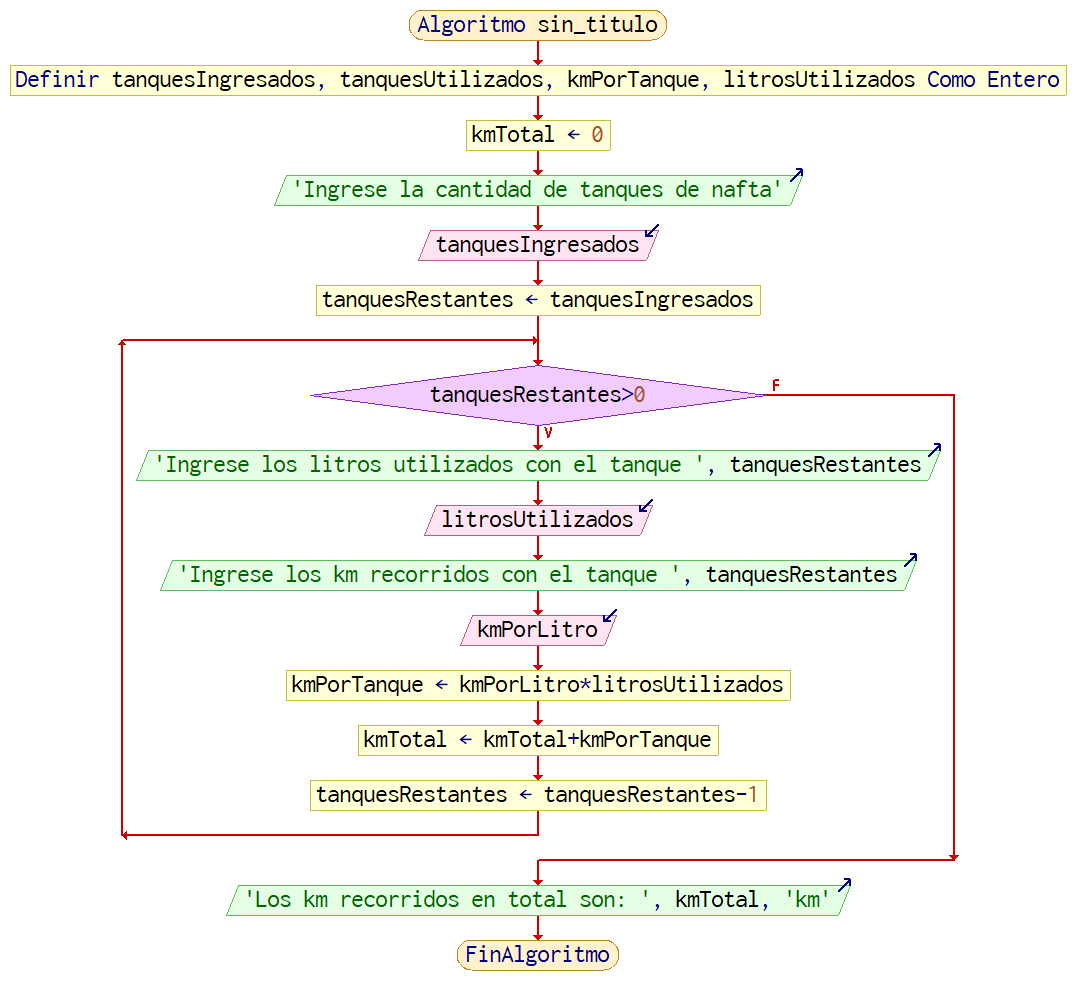 Algoritmo sin_titulo
Definir tanquesIngresados, tanquesUtilizados, kmPorTanque, litrosUtilizados Como Entero
kmTotal ← 0
'Ingrese la cantidad de tanques de nafta'
tanquesIngresados
tanquesRestantes ← tanquesIngresados
tanquesRestantes>0
F
V
'Ingrese los litros utilizados con el tanque ', tanquesRestantes
litrosUtilizados
'Ingrese los km recorridos con el tanque ', tanquesRestantes
kmPorLitro
kmPorTanque ← kmPorLitro*litrosUtilizados
kmTotal ← kmTotal+kmPorTanque
tanquesRestantes ← tanquesRestantes-1
'Los km recorridos en total son: ', kmTotal, 'km'
FinAlgoritmo